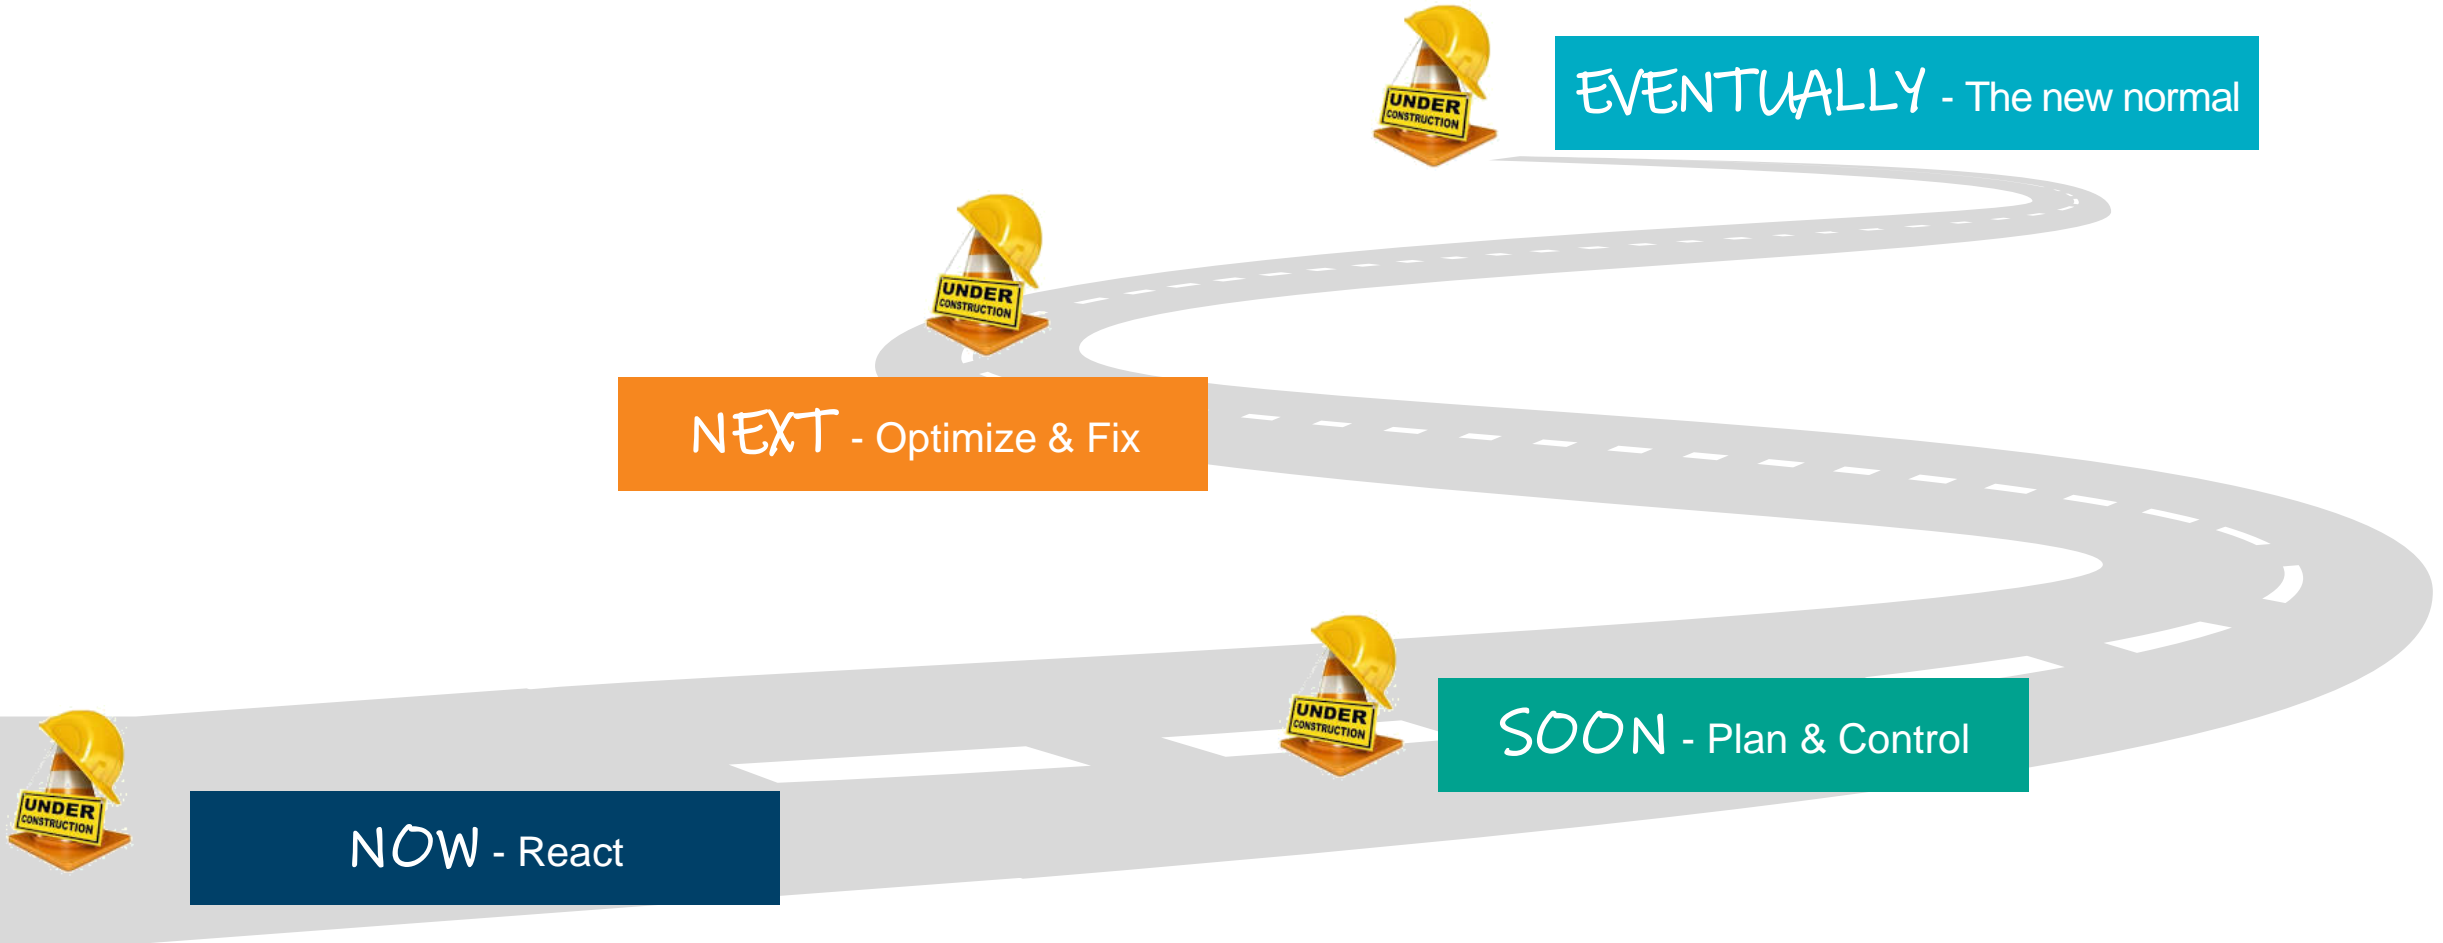 UNDER
CONSTRUCTION
EVENTUALLY - The new normal
UNDER
CONSTRUCTION
NEXT - Optimize & Fix
UNDER
CONSTRUCTION
SOON - Plan & Control
UNDER
CONSTRUCTION
NOW - React